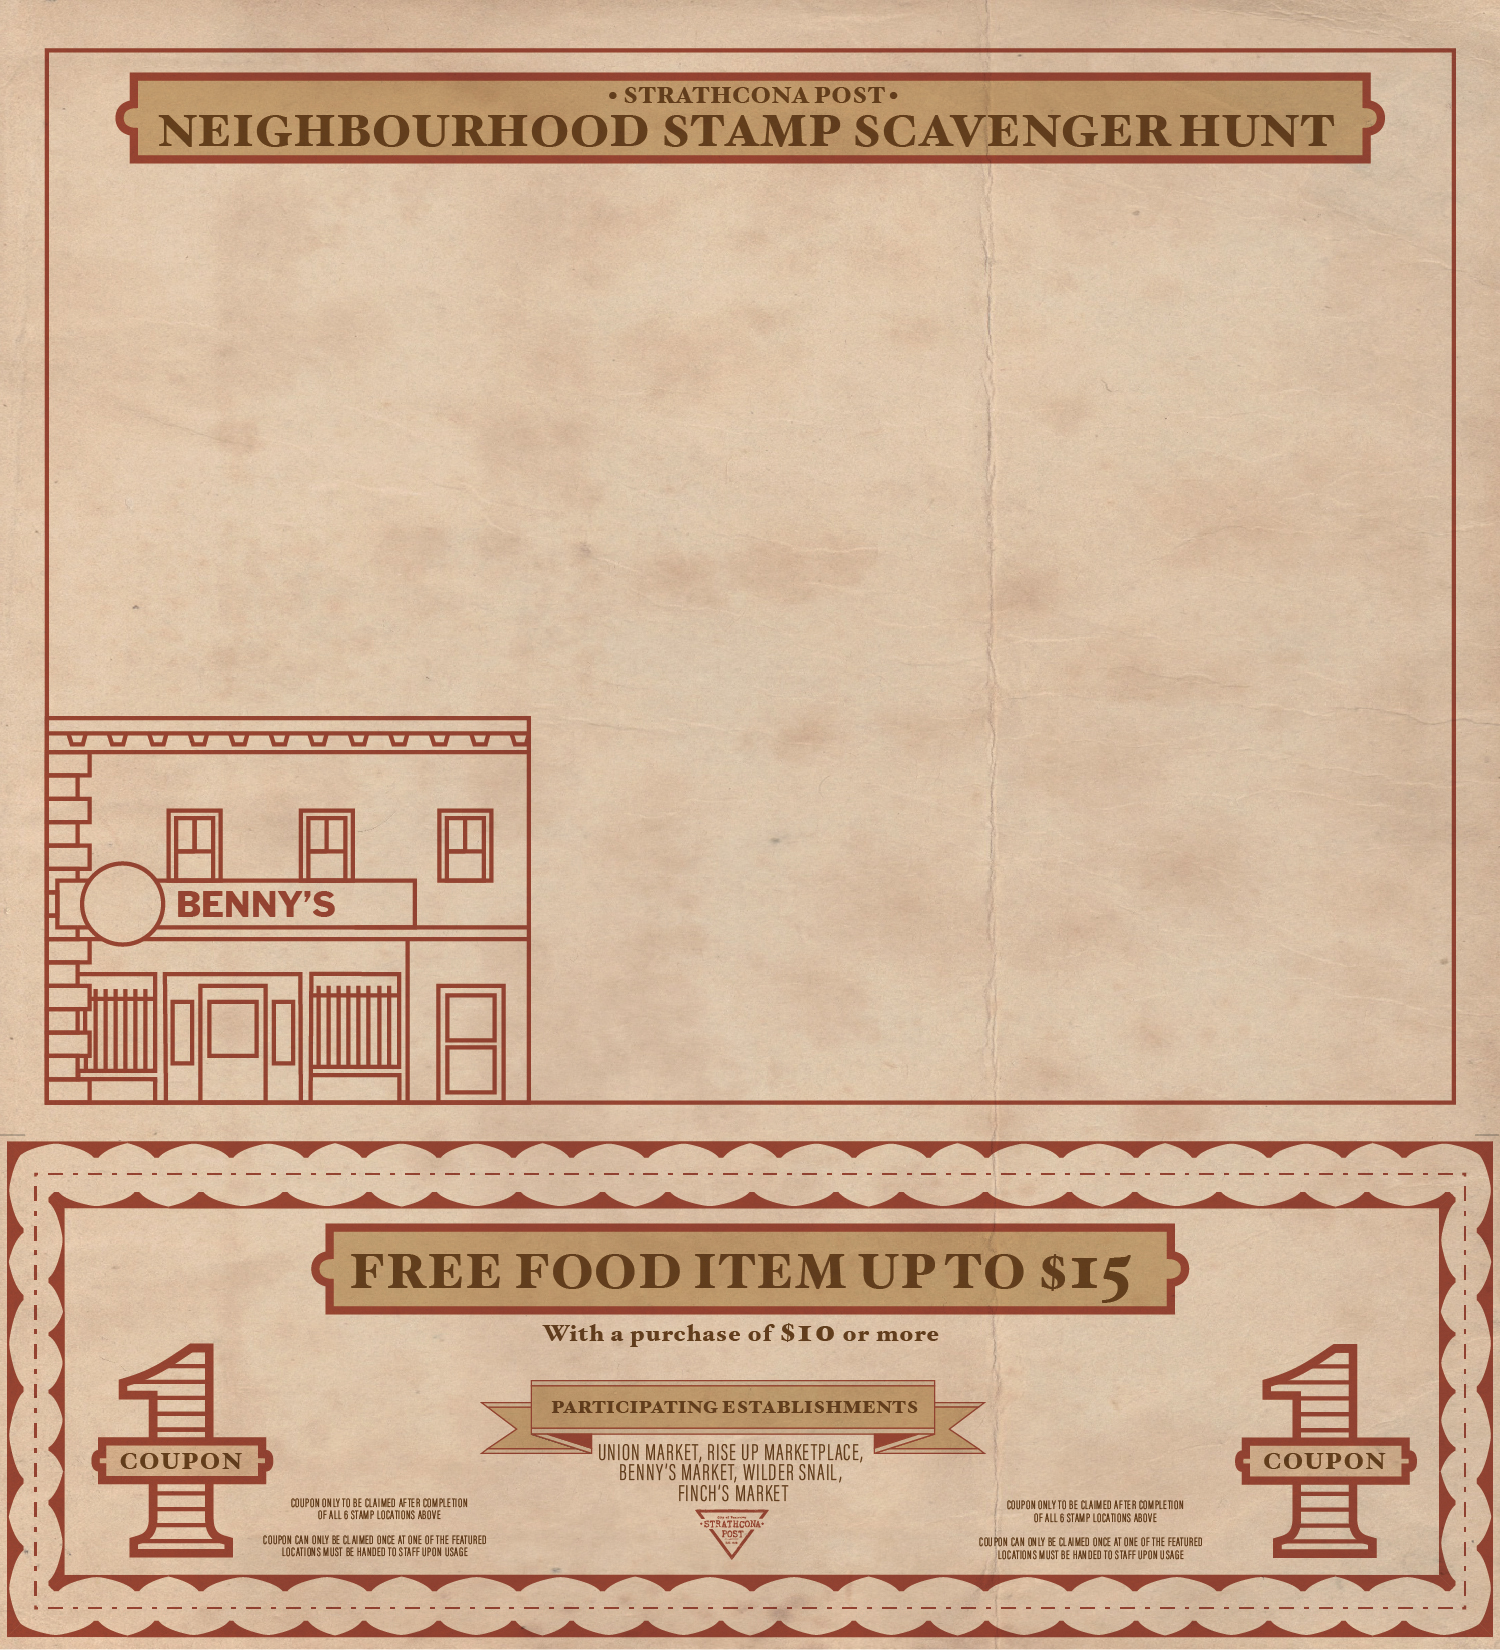 • STRATHCONA POST •
NEIGHBOURHOOD STAMP SCAVENGER HUNT
BENNY'S
FREE FOOD ITEM UP TO $15
With a purchase of $10 or more
PARTICIPATING ESTABLISHMENTS
UNION MARKET, RISE UP MARKETPLACE,
BENNY'S MARKET, WILDER SNAIL,
FINCH'S MARKET
COUPON
COUPON ONLY TO BE CLAIMED AFTER COMPLETION
OF ALL 6 STAMP LOCATIONS ABOVE
COUPON CAN ONLY BE CLAIMED ONCE AT ONE OF THE FEATURED
LOCATIONS MUST BE HANDED TO STAFF UPON USAGE
STRATHCONA
POST
COUPON
COUPON ONLY TO BE CLAIMED AFTER COMPLETION
OF ALL 6 STAMP LOCATIONS ABOVE
COUPON CAN ONLY BE CLAIMED ONCE AT ONE OF THE FEATURED
LOCATIONS MUST BE HANDED TO STAFF UPON USAGE